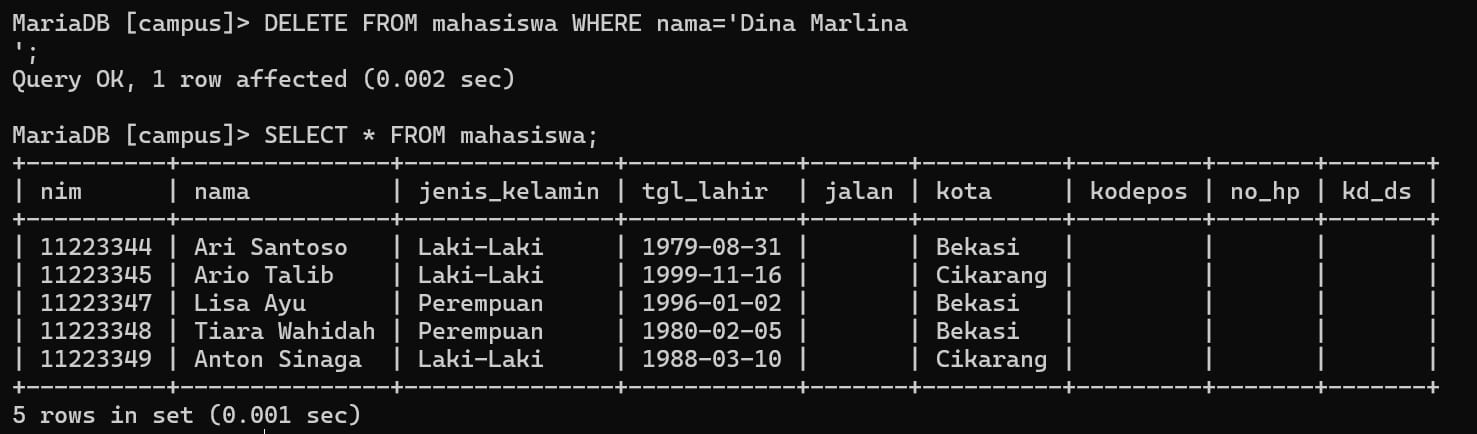 MariaDB [campus]> DELETE FROM mahasiswa WHERE nama='Dina Marlina
';
Query OK, 1 row affected (0.002 sec)

MariaDB [campus]> SELECT * FROM mahasiswa;
+----------+---------------+---------------+------------+-------+----------+---------+-------+-------+
| nim      | nama          | jenis_kelamin | tgl_lahir  | jalan | kota     | kodepos | no_hp | kd_ds |
+----------+---------------+---------------+------------+-------+----------+---------+-------+-------+
| 11223344 | Ari Santoso   | Laki-Laki     | 1979-08-31 |       | Bekasi   |         |       |       |
| 11223345 | Ario Talib    | Laki-Laki     | 1999-11-16 |       | Cikarang |         |       |       |
| 11223347 | Lisa Ayu      | Perempuan     | 1996-01-02 |       | Bekasi   |         |       |       |
| 11223348 | Tiara Wahidah | Perempuan     | 1980-02-05 |       | Bekasi   |         |       |       |
| 11223349 | Anton Sinaga  | Laki-Laki     | 1988-03-10 |       | Cikarang |         |       |       |
+----------+---------------+---------------+------------+-------+----------+---------+-------+-------+
5 rows in set (0.001 sec)